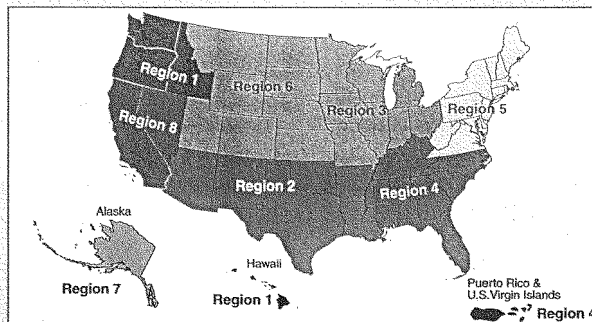 Region 1
Region 6
Region 3
Region 5
Region 8
Region 2
Region 4
Alaska
Region 7
Hawaii
Region 1
Puerto Rico &
U.S.Virgin Islands
Region 4